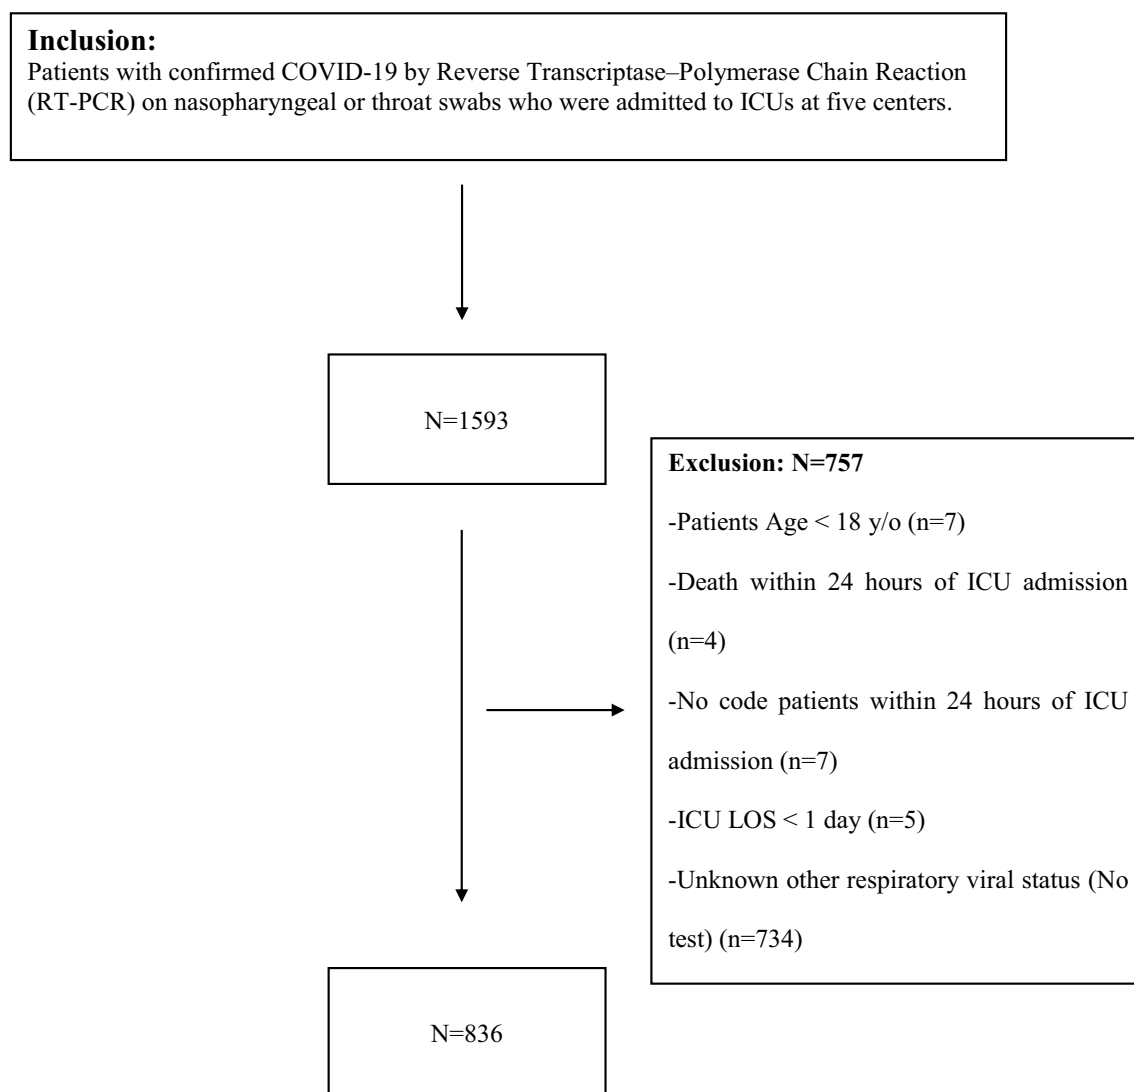 Inclusion:
Patients with confirmed COVID-19 by Reverse Transcriptase–Polymerase Chain Reaction
(RT-PCR) on nasopharyngeal or throat swabs who were admitted to ICUs at five centers.
N=1593
Exclusion: N=757
-Patients Age < 18 y/o (n=7)
-Death within 24 hours of ICU admission
(n=4)
-No code patients within 24 hours of ICU
admission (n=7)
-ICU LOS < 1 day (n=5)
-Unknown other respiratory viral status (No
test) (n=734)
N=836